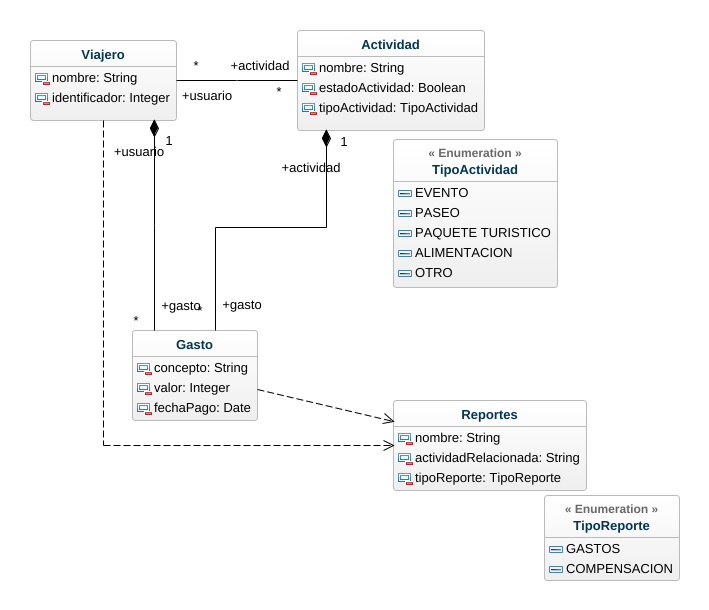 Viajero
nombre: String
identificador: Integer
*
+actividad
+usuario
*
Actividad
nombre: String
estadoActividad: Boolean
tipoActividad: TipoActividad
1
+usuario
1
+actividad
« Enumeration »
TipoActividad
EVENTO
PASEO
PAQUETE TURISTICO
ALIMENTACION
OTRO
+gasto
*
*
+gasto
Gasto
concepto: String
valor: Integer
fechaPago: Date
Reportes
nombre: String
actividadRelacionada: String
tipoReporte: TipoReporte
« Enumeration »
TipoReporte
GASTOS
COMPENSACION